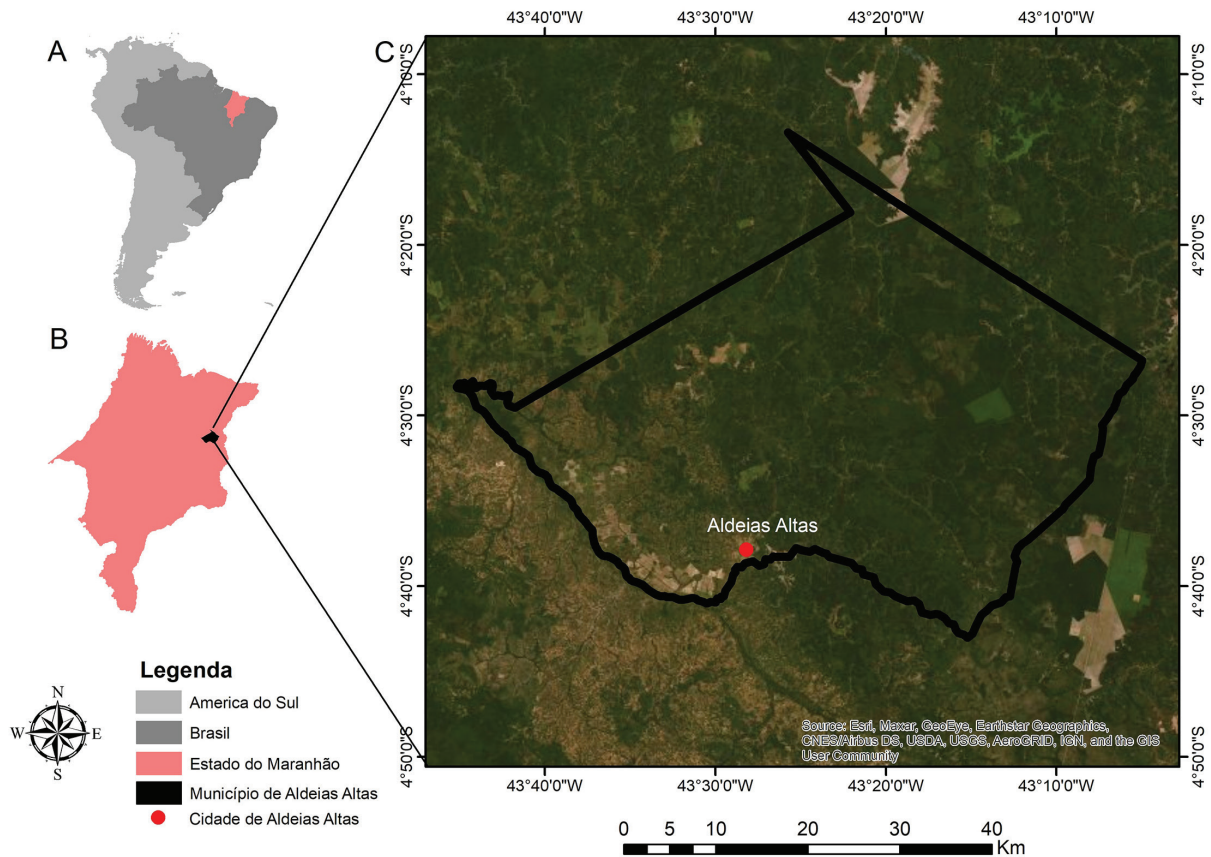 A
B
C
43°40'0"W
43°30'0"W
43°20'0"W
43°10'0"W
4°10'0"S
4°20'0"S
4°30'0"S
4°40'0"S
4°50'0"S
4°10'0"S
4°20'0"S
4°30'0"S
4°40'0"S
4°50'0"S
Aldeias Altas
Source: Esri, Maxar, GeoEye, Earthstar Geographics,
CNES/Airbus DS, USDA, USGS, AeroGRID, IGN, and the GIS
User Community
43°40'0"W
43°30'0"W
43°20'0"W
43°10'0"W
Legenda
America do Sul
Brasil
Estado do Maranhão
Município de Aldeias Altas
Cidade de Aldeias Altas
N
W
E
S
0 5 10 20 30 40
Km